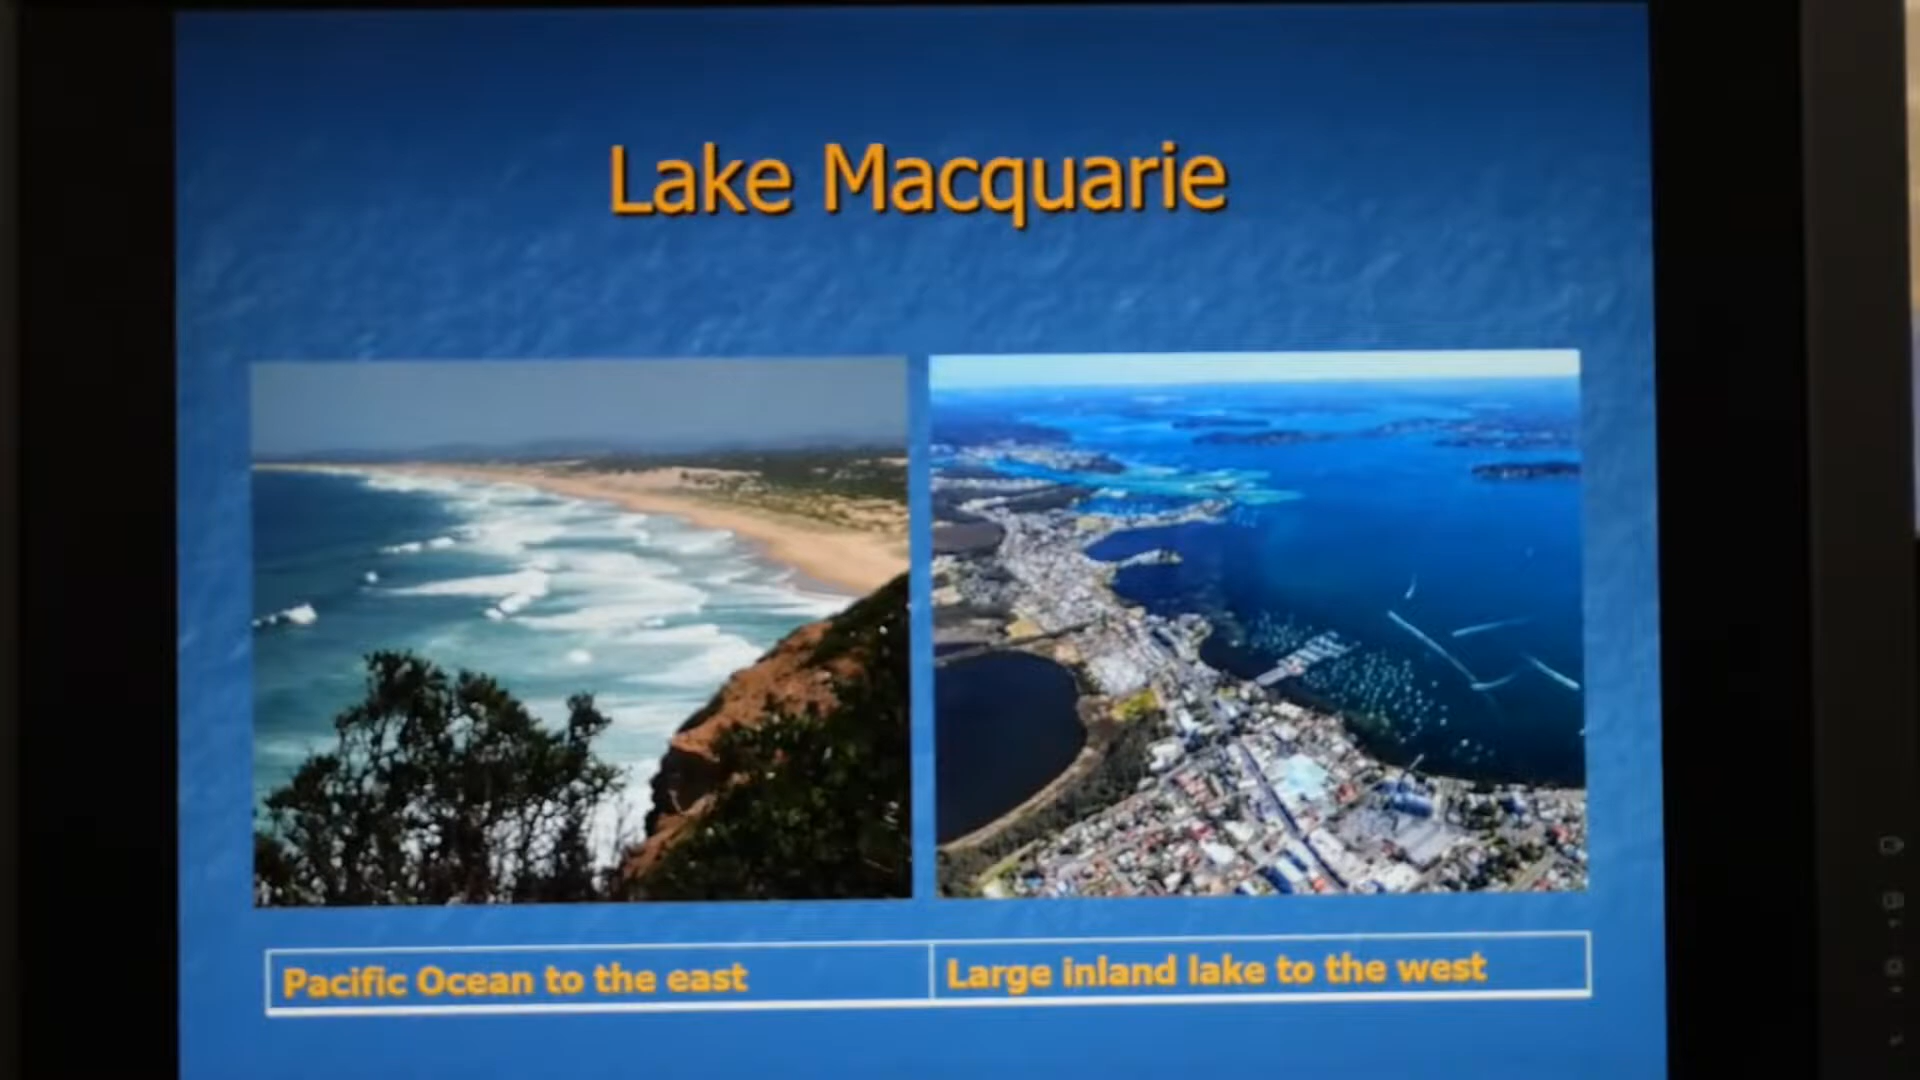 Lake Macquarie
Pacific Ocean to the east
Large inland lake to the west